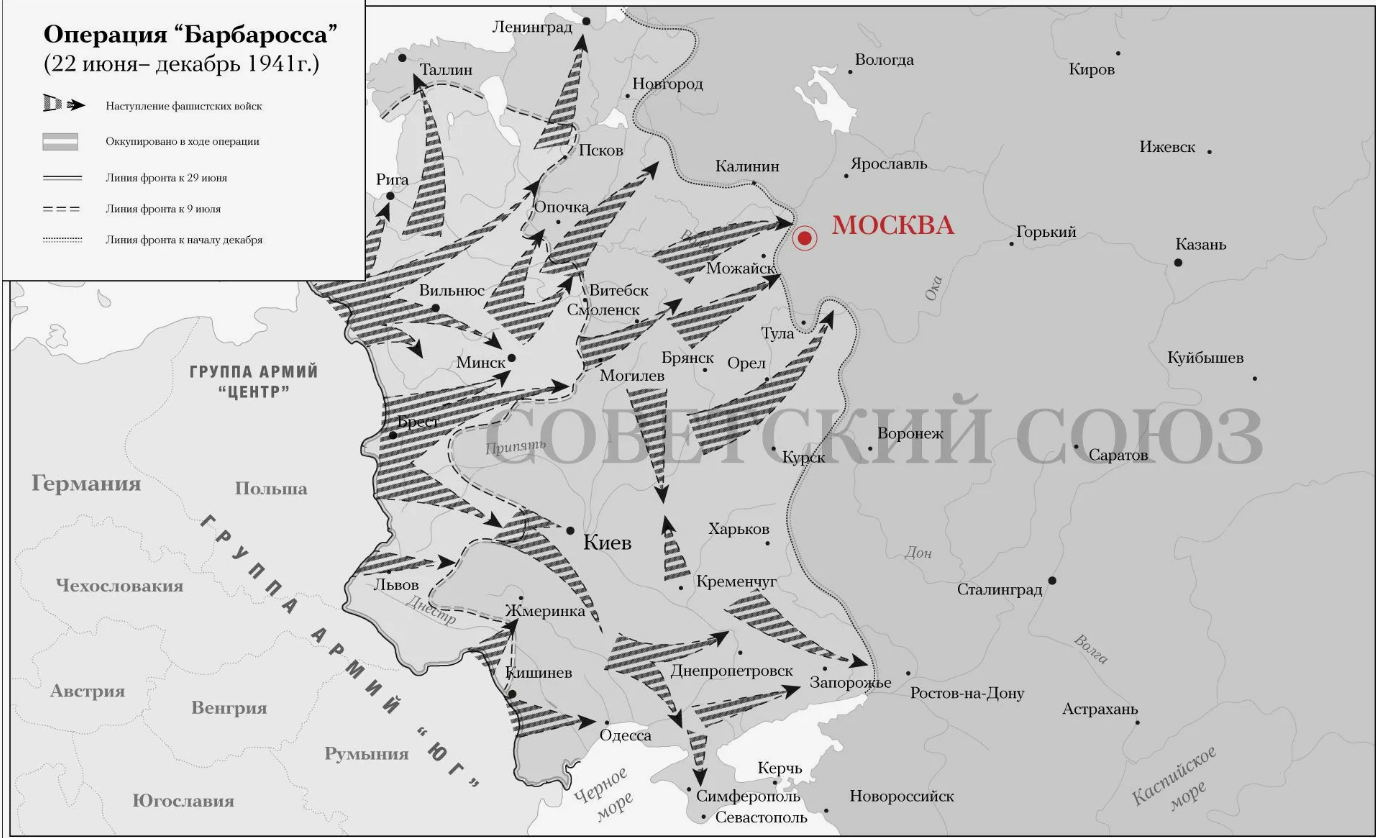 Операция “Барбаросса”
(22 июня– декабрь 1941г.)
Наступление фашистских войск
Оккупировано в ходе операции
Линия фронта к 29 июня
Линия фронта к 9 июля
Линия фронта к началу декабря
Ленинград
Таллин
Новгород
Вологда
Киров
Псков
Ижевск
Калинин
Ярославль
Рига
Опочка
МОСКВА
Горький
Казань
Можайск
Ока
Вильнюс
Витебск
Смоленск
Тула
Минск
Брянск
Орел
Куйбышев
ГРУППА АРМИЙ
“ЦЕНТР”
Могилев
Брест
СОВЕТСКИЙ СОЮЗ
Припять
Воронеж
Курск
Саратов
Германия
Польша
ГРУППА АРМИЙ “ЮГ”
Киев
Харьков
Дон
Чехословакия
Львов
Кременчуг
Сталинград
Днестр
Жмеринка
Волга
Кишинев
Днепропетровск
Запорожье
Ростов-на-Дону
Австрия
Венгрия
Астрахань
Одесса
Румыния
Керчь
Каспийское
море
Черное
море
Югославия
Симферополь
Новороссийск
Севастополь